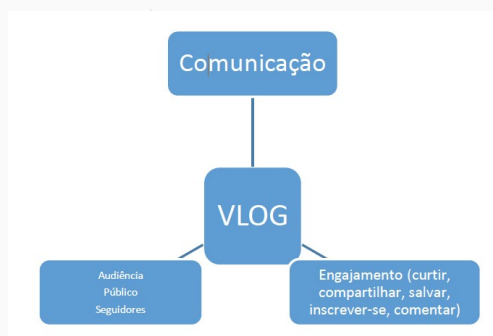 Comunicação
VLOG
Audiência
Público
Seguidores
Engajamento (curtir,
compartilhar, salvar,
inscrever-se, comentar)